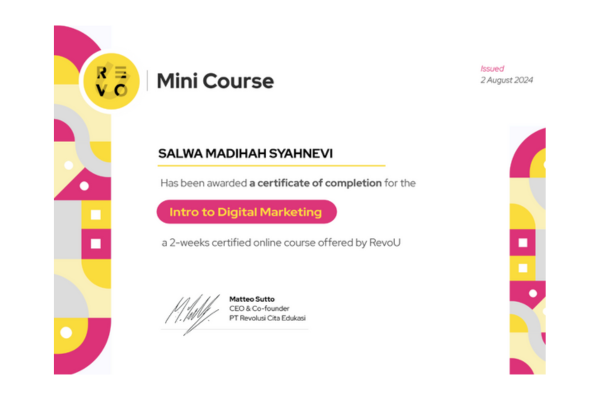 RE
VO
Mini Course
Issued
2 August 2024
SALWA MADIHAH SYAHNEVI
Has been awarded a certificate of completion for the
Intro to Digital Marketing
a 2-weeks certified online course offered by RevoU
Matteo Sutto
CEO & Co-founder
PT Revolusi Cita Edukasi